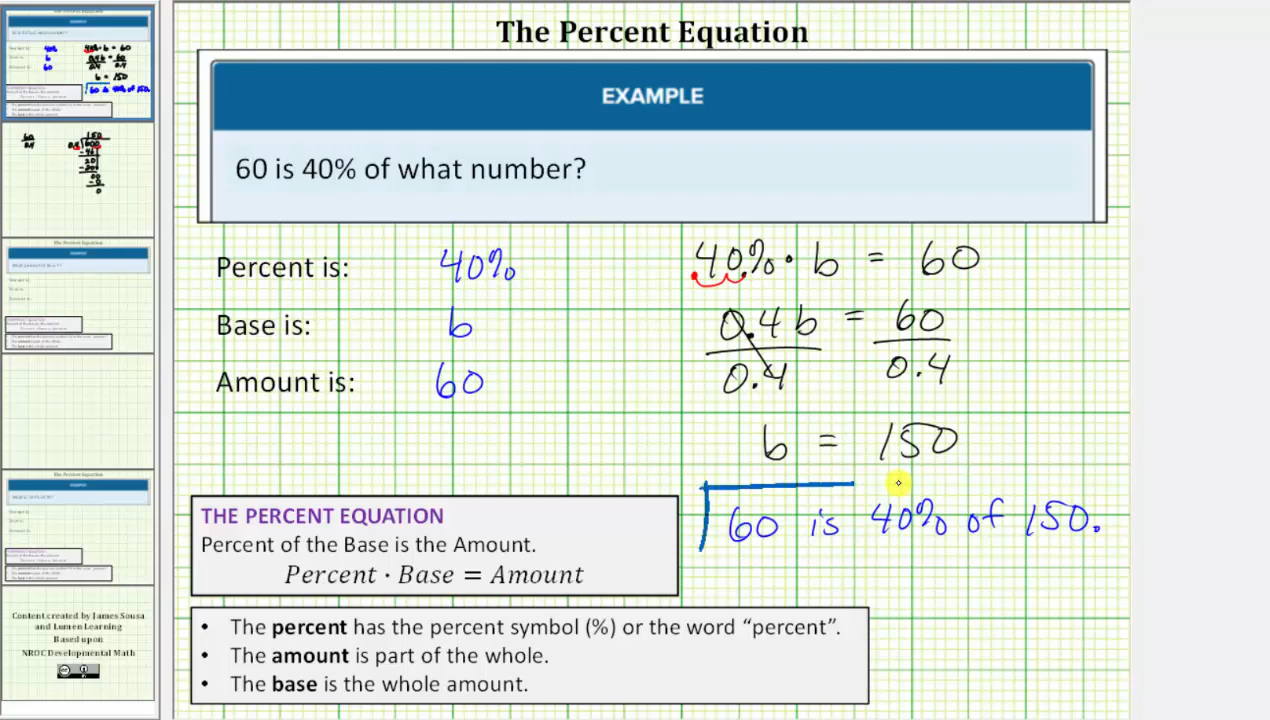 The Percent Equation
EXAMPLE
60 is 40% of what number?
Percent is: 40%
Base is: b
Amount is: 60
40% · b = 60
0.4 b = 60
0.4 0.4
b = 150
60 is 40% of 150.
THE PERCENT EQUATION
Percent of the Base is the Amount.
Percent · Base = Amount
• The percent has the percent symbol (%) or the word “percent”.
• The amount is part of the whole.
• The base is the whole amount.
Content created by James Sousa
and Lumen Learning
Based upon
NROC Developmental Math